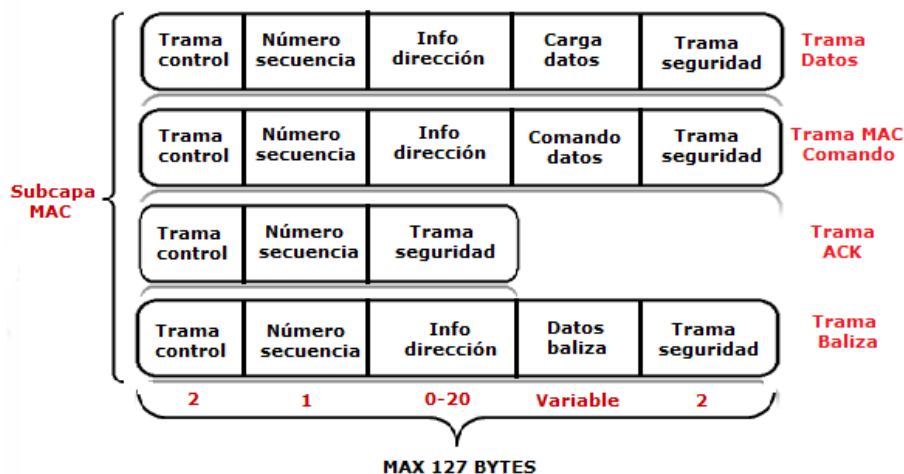 Trama control Número secuencia Info dirección Carga datos Trama seguridad Trama Datos
Trama control Número secuencia Info dirección Comando datos Trama seguridad Trama MAC Comando
Subcapa MAC
Trama control Número secuencia Trama seguridad Trama ACK
Trama control Número secuencia Info dirección Datos baliza Trama seguridad Trama Baliza
2 1 0-20 Variable 2
MAX 127 BYTES